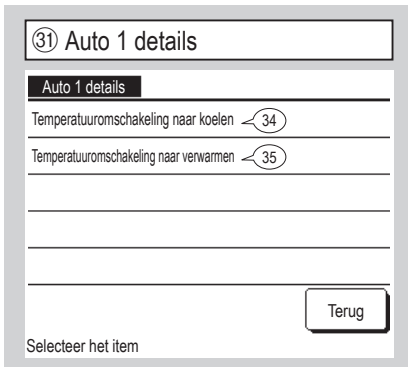 ㉛ Auto 1 details
Auto 1 details
Temperatuuromschakeling naar koelen 34
Temperatuuromschakeling naar verwarmen 35
Terug
Selecteer het item